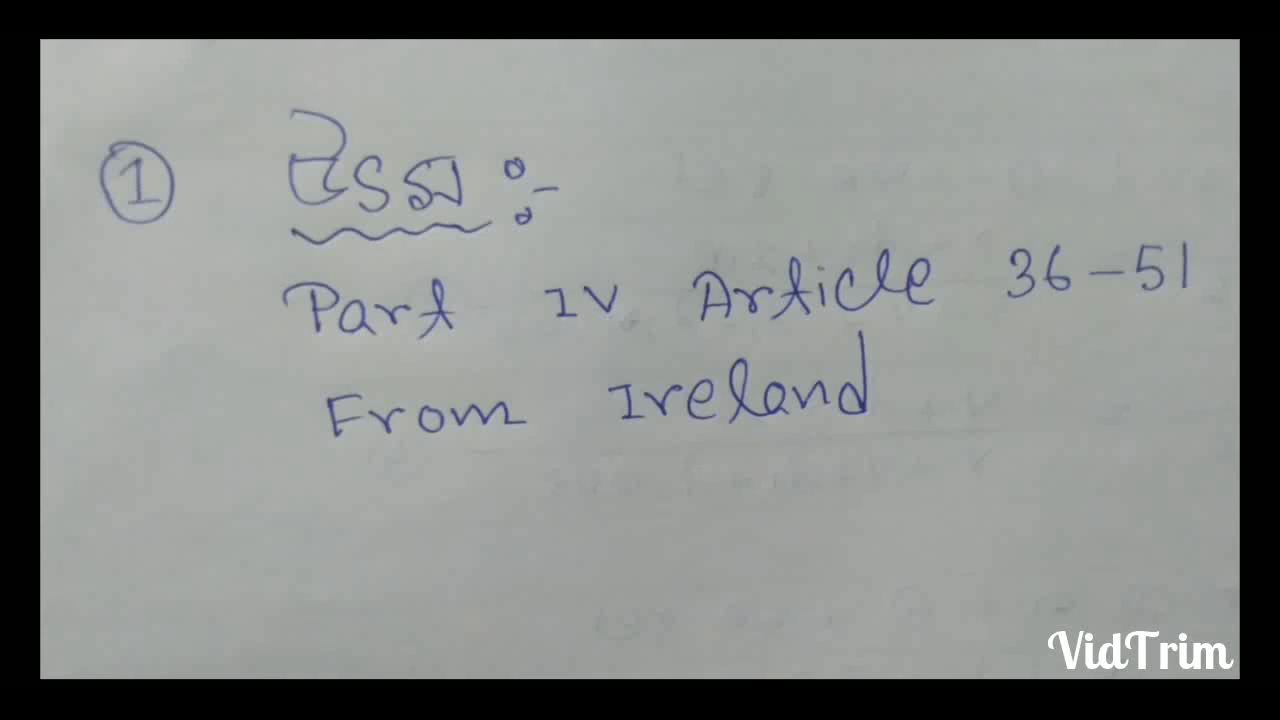 1 :-
Part IV Article 36-51
From Ireland
VidTrim